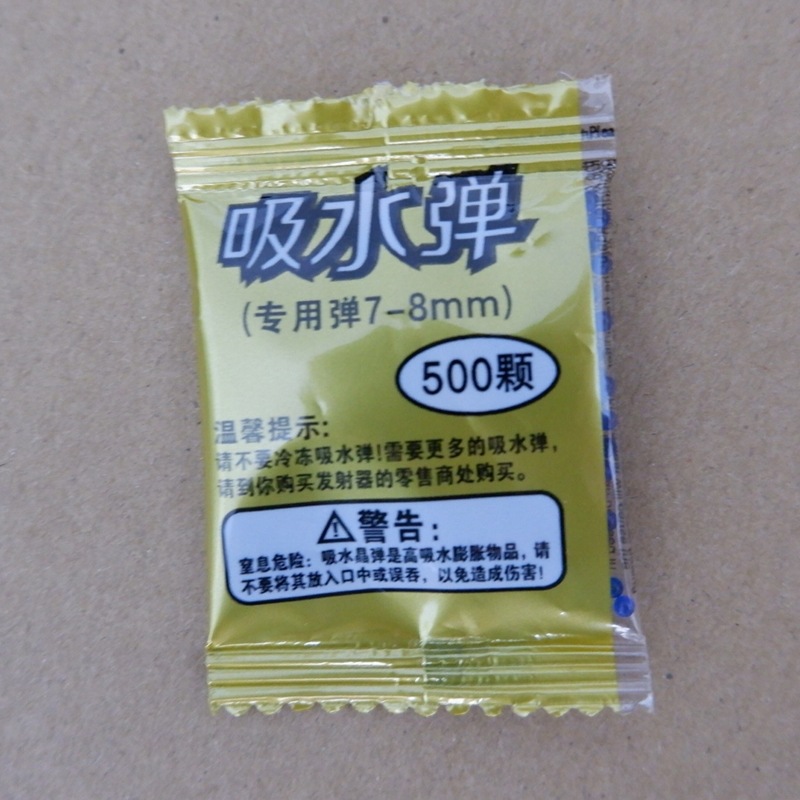 吸水弹
(专用弹7-8mm)
500颗
温馨提示:
请不要冷冻吸水弹!需要更多的吸水弹,
请到你购买发射器的零售商处购买。
警告:
窒息危险: 吸水晶弹是高吸水膨胀物品, 请
不要将其放入口中或误吞, 以免造成伤害!